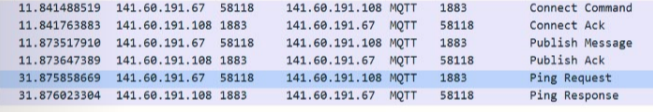 11.841488519 141.60.191.67 58118 141.60.191.108 MQTT 1883 Connect Command
11.841763883 141.60.191.108 1883 141.60.191.67 MQTT 58118 Connect Ack
11.873517910 141.60.191.67 58118 141.60.191.108 MQTT 1883 Publish Message
11.873647389 141.60.191.108 1883 141.60.191.67 MQTT 58118 Publish Ack
31.875858669 141.60.191.67 58118 141.60.191.108 MQTT 1883 Ping Request
31.876023304 141.60.191.108 1883 141.60.191.67 MQTT 58118 Ping Response